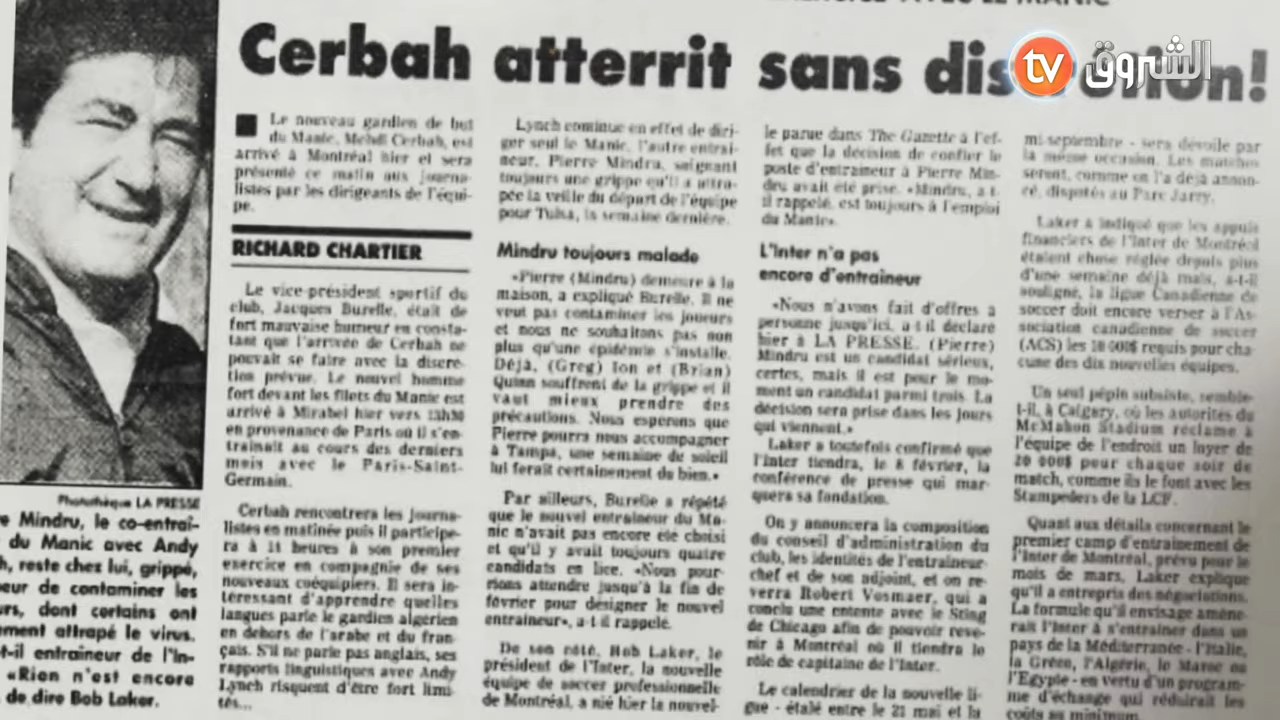 Cerbah atterrit sans dis
tv الشروق
Le nouveau gardien de but
du Manic, Mehdi Cerbah, est
arrivé à Montréal hier et sera
présenté ce matin aux journa-
listes par les dirigeants de l'équi-
pe.
RICHARD CHARTIER
Le vice-président sportif du
club, Jacques Burelle, était de
fort mauvaise humeur en consta-
tant que l'arrivée de Cerbah ne
pouvait se faire avec la discré-
tion prévue. Le nouvel homme
fort devant les filets du Manic est
arrivé à Mirabel hier vers 13h30
en provenance de Paris où il s'en-
traînait au cours des derniers
mois avec le Paris-Saint-
Germain.
Cerbah rencontrera les journa-
listes en matinée puis il participe-
ra à 14 heures à son premier
exercice en compagnie de ses
nouveaux coéquipiers. Il sera in-
téressant d'apprendre quelles
langues parle le gardien algérien
en dehors de l'arabe et du fran-
çais. S'il ne parle pas anglais, ses
rapports linguistiques avec Andy
Lynch risquent d'être fort limi-
tés...
Lynch continue en effet de diri-
ger seul le Manic, l'autre entraî-
neur, Pierre Mindru, soignant
toujours une grippe qu'il a attra-
pée la veille du départ de l'équipe
pour Tulsa, la semaine dernière.
Mindru toujours malade
«Pierre (Mindru) demeure à la
maison, a expliqué Burelle. Il ne
veut pas contaminer les joueurs
et nous ne souhaitons pas non
plus qu'une épidémie s'installe.
Déjà, (Greg) Ion et (Brian)
Quinn souffrent de la grippe et il
vaut mieux prendre des
précautions. Nous espérons que
Pierre pourra nous accompagner
à Tampa, une semaine de soleil
lui ferait certainement du bien.»
Par ailleurs, Burelle a répété
que le nouvel entraîneur du Ma-
nic n'avait pas encore été choisi
et qu'il y avait toujours quatre
candidats en lice. «Nous pour-
rions attendre jusqu'à la fin de
février pour désigner le nouvel
entraîneur», a-t-il rappelé.
De son côté, Bob Laker, le
président de l'Inter, la nouvelle
équipe de soccer professionnelle
de Montréal, a nié hier la nouvel-
le parue dans The Gazette à l'ef-
fet que la décision de confier le
poste d'entraîneur à Pierre Min-
dru avait été prise. «Mindru, a-t-
il rappelé, est toujours à l'emploi
du Manic».
L'Inter n'a pas
encore d'entraîneur
«Nous n'avons fait d'offres à
personne jusqu'ici, a-t-il déclaré
hier à LA PRESSE. (Pierre)
Mindru est un candidat sérieux,
certes, mais il est pour le mo-
ment un candidat parmi trois. La
décision sera prise dans les jours
qui viennent.»
Laker a toutefois confirmé que
l'Inter tiendra, le 8 février, la
conférence de presse qui mar-
quera sa fondation.
On y annoncera la composition
du conseil d'administration du
club, les identités de l'entraîneur-
chef et de son adjoint, et on re-
verra Robert Vosmaer, qui a
conclu une entente avec le Sting
de Chicago afin de pouvoir reve-
nir à Montréal où il tiendra le
rôle de capitaine de l'Inter.
Le calendrier de la nouvelle li-
gue - étalé entre le 21 mai et la
mi-septembre - sera dévoilé par
la même occasion. Les matches
seront, comme on l'a déjà annon-
cé, disputés au Parc Jarry.
Laker a indiqué que les appuis
financiers de l'Inter de Montréal
étaient chose réglée depuis plus
d'une semaine déjà mais, a-t-il
souligné, la ligue Canadienne de
soccer doit encore verser à l'As-
sociation canadienne de soccer
(ACS) les 10 000$ requis pour cha-
cune des dix nouvelles équipes.
Un seul pépin subsiste, semble-
t-il, à Calgary, où les autorités du
McMahon Stadium réclame à
l'équipe de l'endroit un loyer de
20 000$ pour chaque soir de
match, comme ils le font avec les
Stampeders de la LCF.
Quant aux détails concernant le
premier camp d'entraînement de
l'Inter de Montréal, prévu pour le
mois de mars, Laker explique
qu'il a entrepris des négociations.
La formule qu'il envisage amène-
rait l'Inter à s'entraîner dans un
pays de la Méditerranée - l'Italie,
la Grèce, l'Algérie, le Maroc ou
l'Egypte - en vertu d'un program-
me d'échange qui réduirait les
coûts au minimum.
Photothèque LA PRESSE
Mindru, le co-entraî-
du Manic avec Andy
reste chez lui, grippé,
de contaminer les
dont certains ont
attrapé le virus.
entraîneur de l'In-
«Rien n'est encore
de dire Bob Laker.